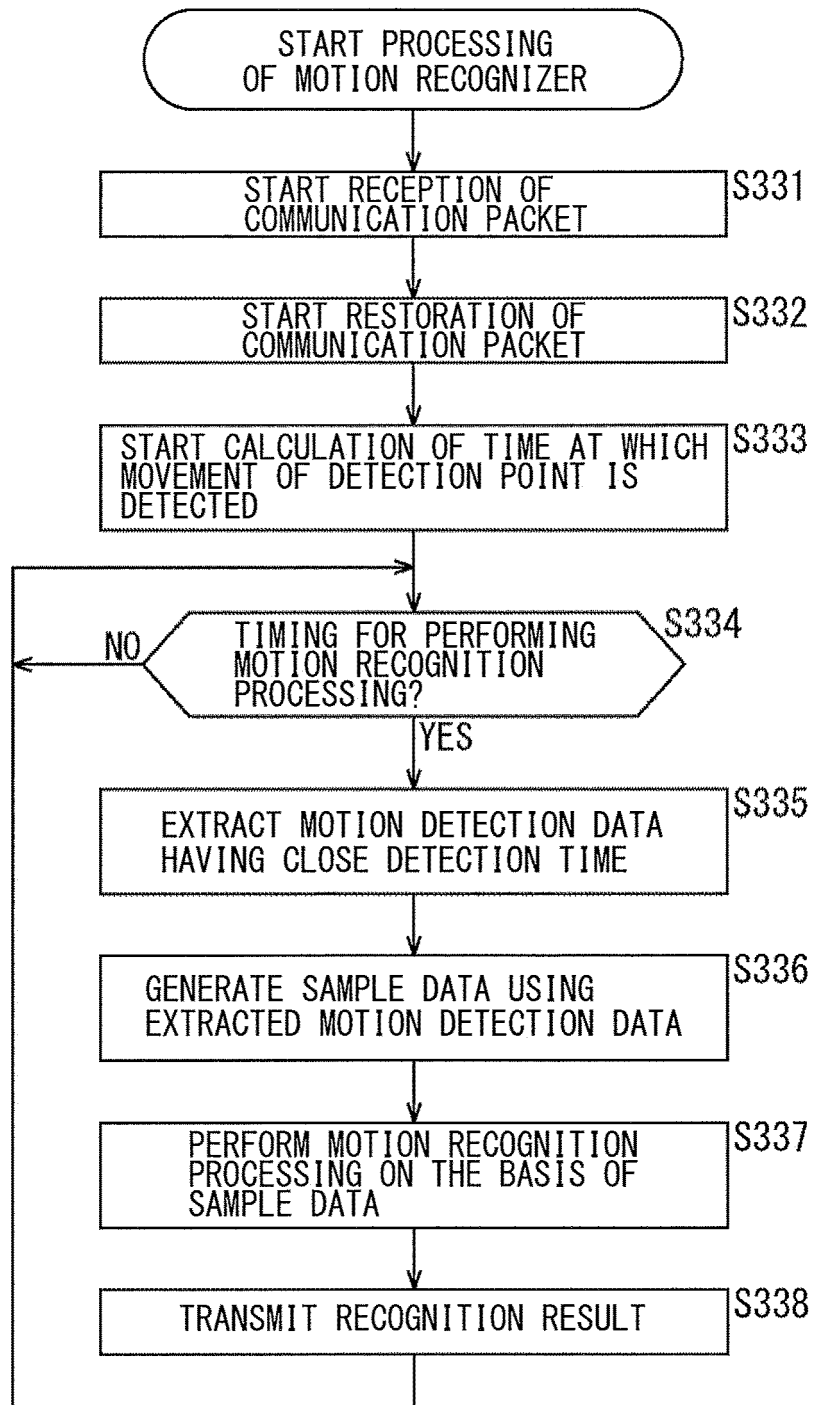 START PROCESSING
OF MOTION RECOGNIZER
START RECEPTION OF
COMMUNICATION PACKET
S331
START RESTORATION OF
COMMUNICATION PACKET
S332
START CALCULATION OF TIME AT WHICH
MOVEMENT OF DETECTION POINT IS
DETECTED
S333
TIMING FOR PERFORMING
MOTION RECOGNITION
PROCESSING?
S334
NO
YES
EXTRACT MOTION DETECTION DATA
HAVING CLOSE DETECTION TIME
S335
GENERATE SAMPLE DATA USING
EXTRACTED MOTION DETECTION DATA
S336
PERFORM MOTION RECOGNITION
PROCESSING ON THE BASIS OF
SAMPLE DATA
S337
TRANSMIT RECOGNITION RESULT
S338